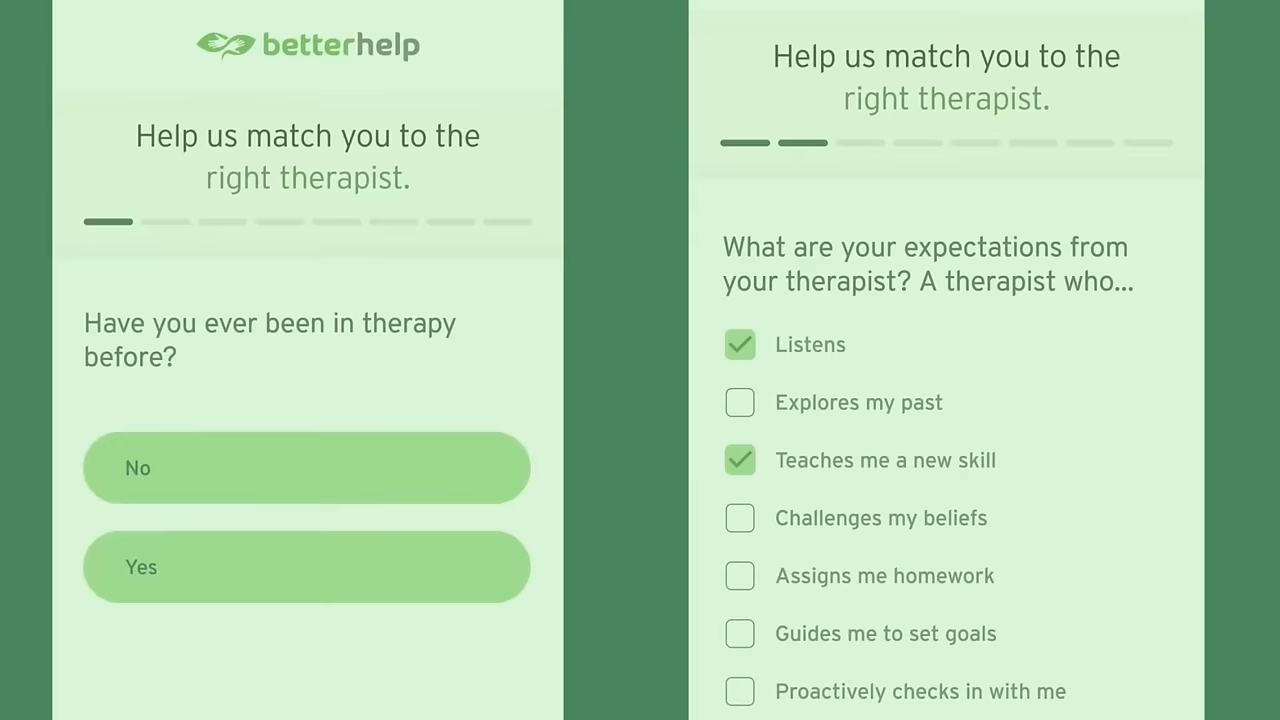 betterhelp
Help us match you to the
right therapist.
Have you ever been in therapy
before?
No
Yes
Help us match you to the
right therapist.
What are your expectations from
your therapist? A therapist who...
Listens
Explores my past
Teaches me a new skill
Challenges my beliefs
Assigns me homework
Guides me to set goals
Proactively checks in with me